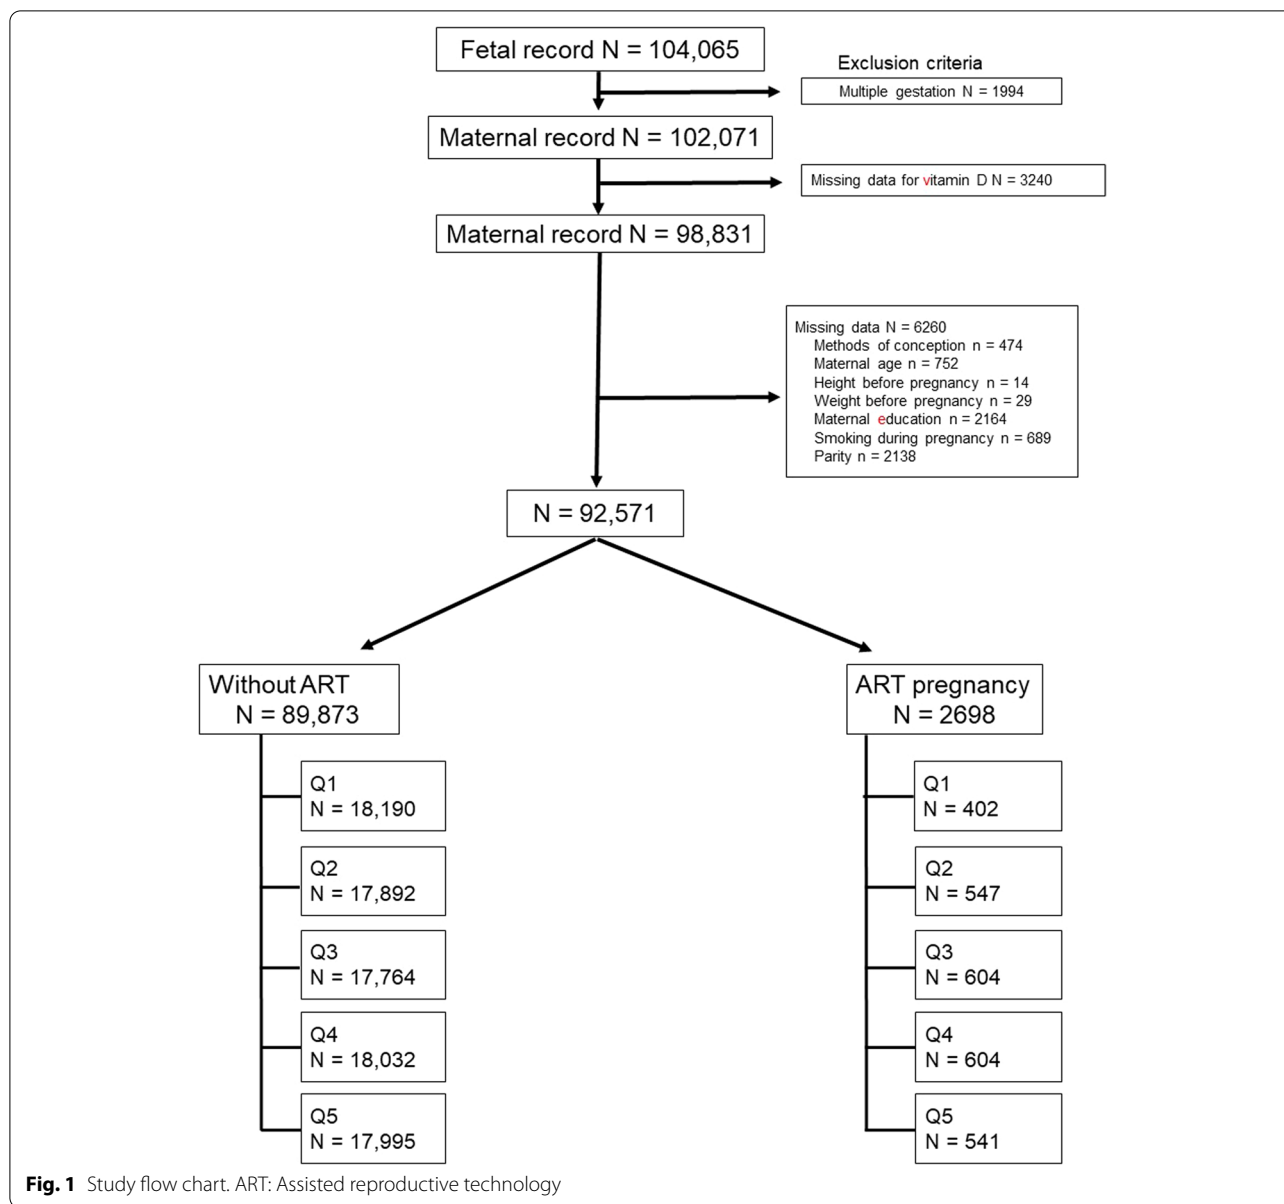 Fetal record N = 104,065
Exclusion criteria
Multiple gestation N = 1994
Maternal record N = 102,071
Missing data for vitamin D N = 3240
Maternal record N = 98,831
Missing data N = 6260
Methods of conception n = 474
Maternal age n = 752
Height before pregnancy n = 14
Weight before pregnancy n = 29
Maternal education n = 2164
Smoking during pregnancy n = 689
Parity n = 2138
N = 92,571
Without ART
N = 89,873
Q1
N = 18,190
Q2
N = 17,892
Q3
N = 17,764
Q4
N = 18,032
Q5
N = 17,995
ART pregnancy
N = 2698
Q1
N = 402
Q2
N = 547
Q3
N = 604
Q4
N = 604
Q5
N = 541
Fig. 1 Study flow chart. ART: Assisted reproductive technology